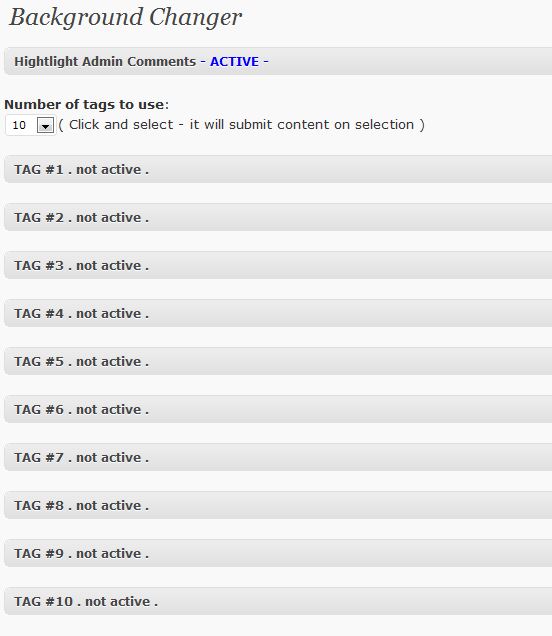 Background Changer
Hightlight Admin Comments - ACTIVE -
Number of tags to use:
10 ( Click and select - it will submit content on selection )
TAG #1 . not active .
TAG #2 . not active .
TAG #3 . not active .
TAG #4 . not active .
TAG #5 . not active .
TAG #6 . not active .
TAG #7 . not active .
TAG #8 . not active .
TAG #9 . not active .
TAG #10 . not active .